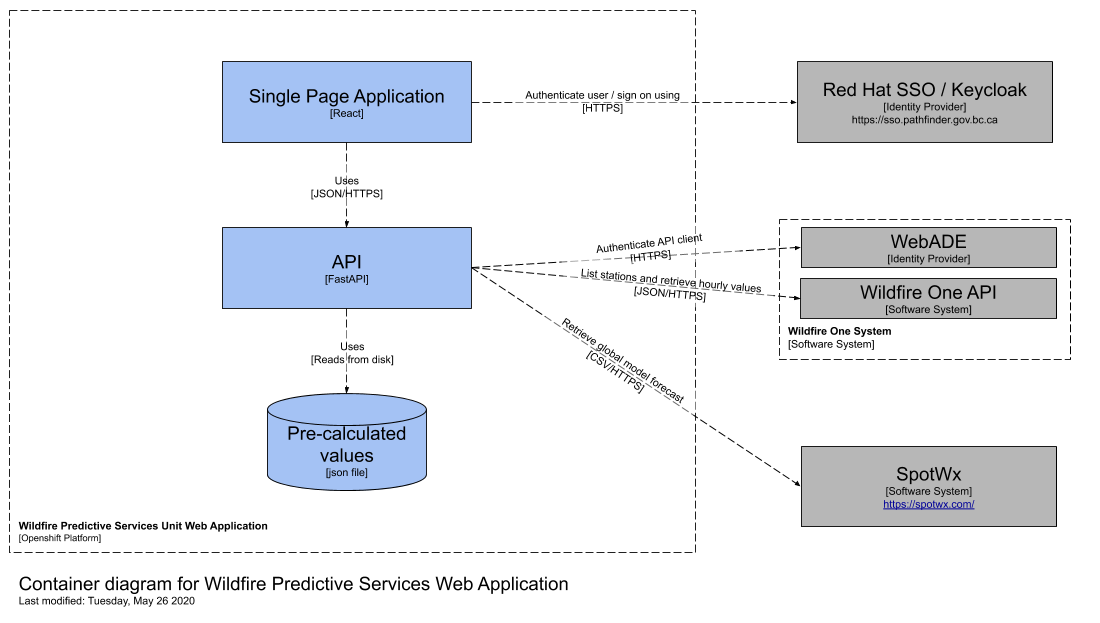 Single Page Application
[React]
Authenticate user / sign on using
[HTTPS]
Red Hat SSO / Keycloak
[Identity Provider]
https://sso.pathfinder.gov.bc.ca
Uses
[JSON/HTTPS]
API
[FastAPI]
Authenticate API client
[HTTPS]
List stations and retrieve hourly values
[JSON/HTTPS]
WebADE
[Identity Provider]
Wildfire One API
[Software System]
Wildfire One System
[Software System]
Retrieve global model forecast
[CSV/HTTPS]
Uses
[Reads from disk]
Pre-calculated
values
[json file]
SpotWx
[Software System]
https://spotwx.com/
Wildfire Predictive Services Unit Web Application
[Openshift Platform]
Container diagram for Wildfire Predictive Services Web Application
Last modified: Tuesday, May 26 2020